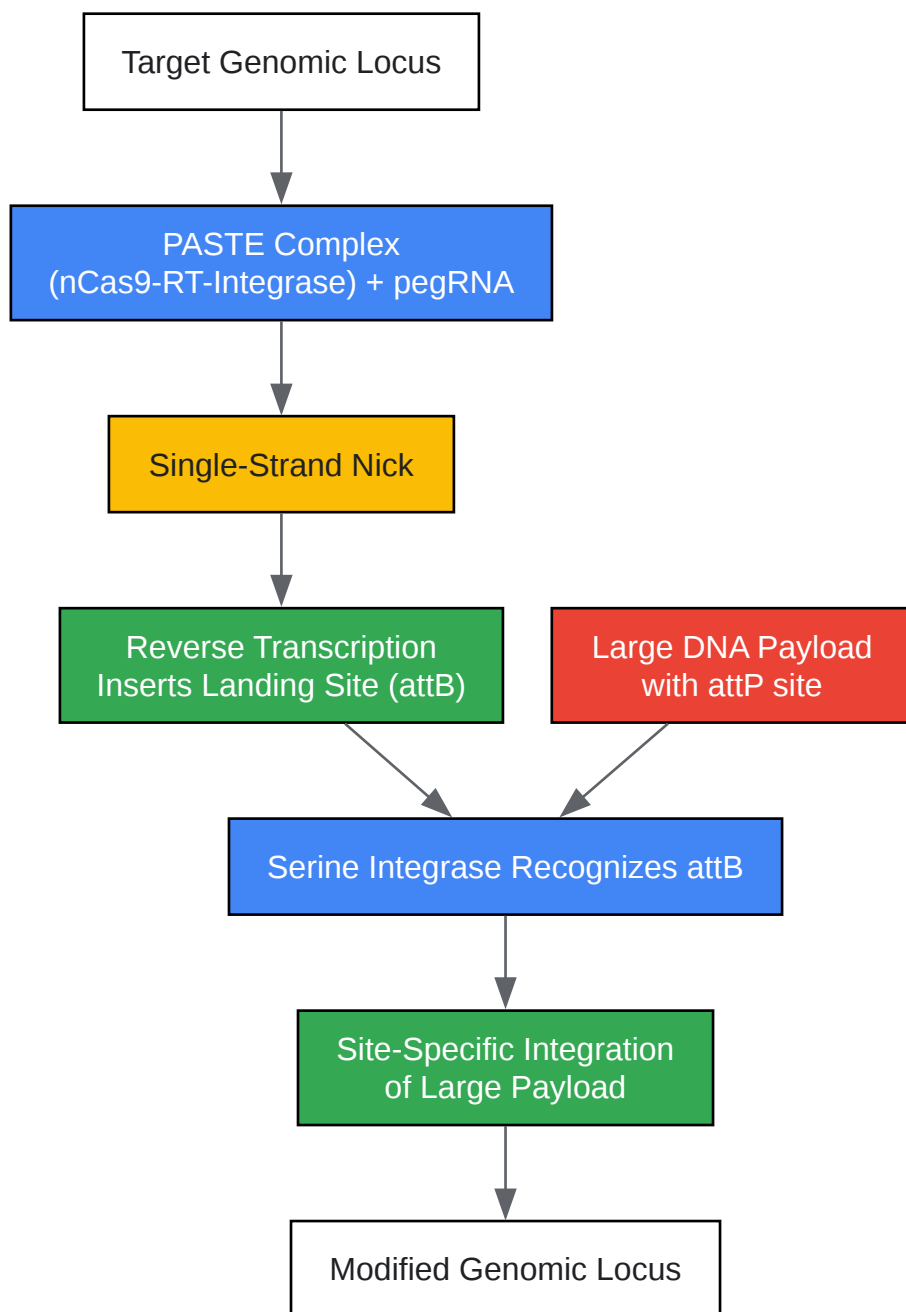 Target Genomic Locus
PASTE Complex
(nCas9-RT-Integrase) + pegRNA
Single-Strand Nick
Reverse Transcription
Inserts Landing Site (attB)
Large DNA Payload
with attP site
Serine Integrase Recognizes attB
Site-Specific Integration
of Large Payload
Modified Genomic Locus